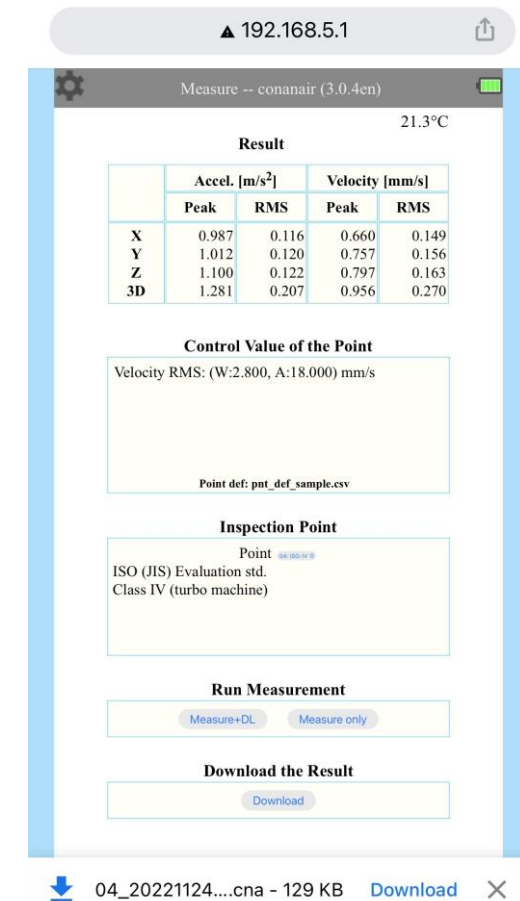 192.168.5.1
Measure -- conanair (3.0.4en)
21.3°C
Result
Accel. [m/s²] Velocity [mm/s]
Peak RMS Peak RMS
X 0.987 0.116 0.660 0.149
Y 1.012 0.120 0.757 0.156
Z 1.100 0.122 0.797 0.163
3D 1.281 0.207 0.956 0.270
Control Value of the Point
Velocity RMS: (W:2.800, A:18.000) mm/s
Point def: pnt_def_sample.csv
Inspection Point
Point
ISO (JIS) Evaluation std.
Class IV (turbo machine)
Run Measurement
Measure+DL Measure only
Download the Result
Download
04_20221124....cna - 129 KB Download